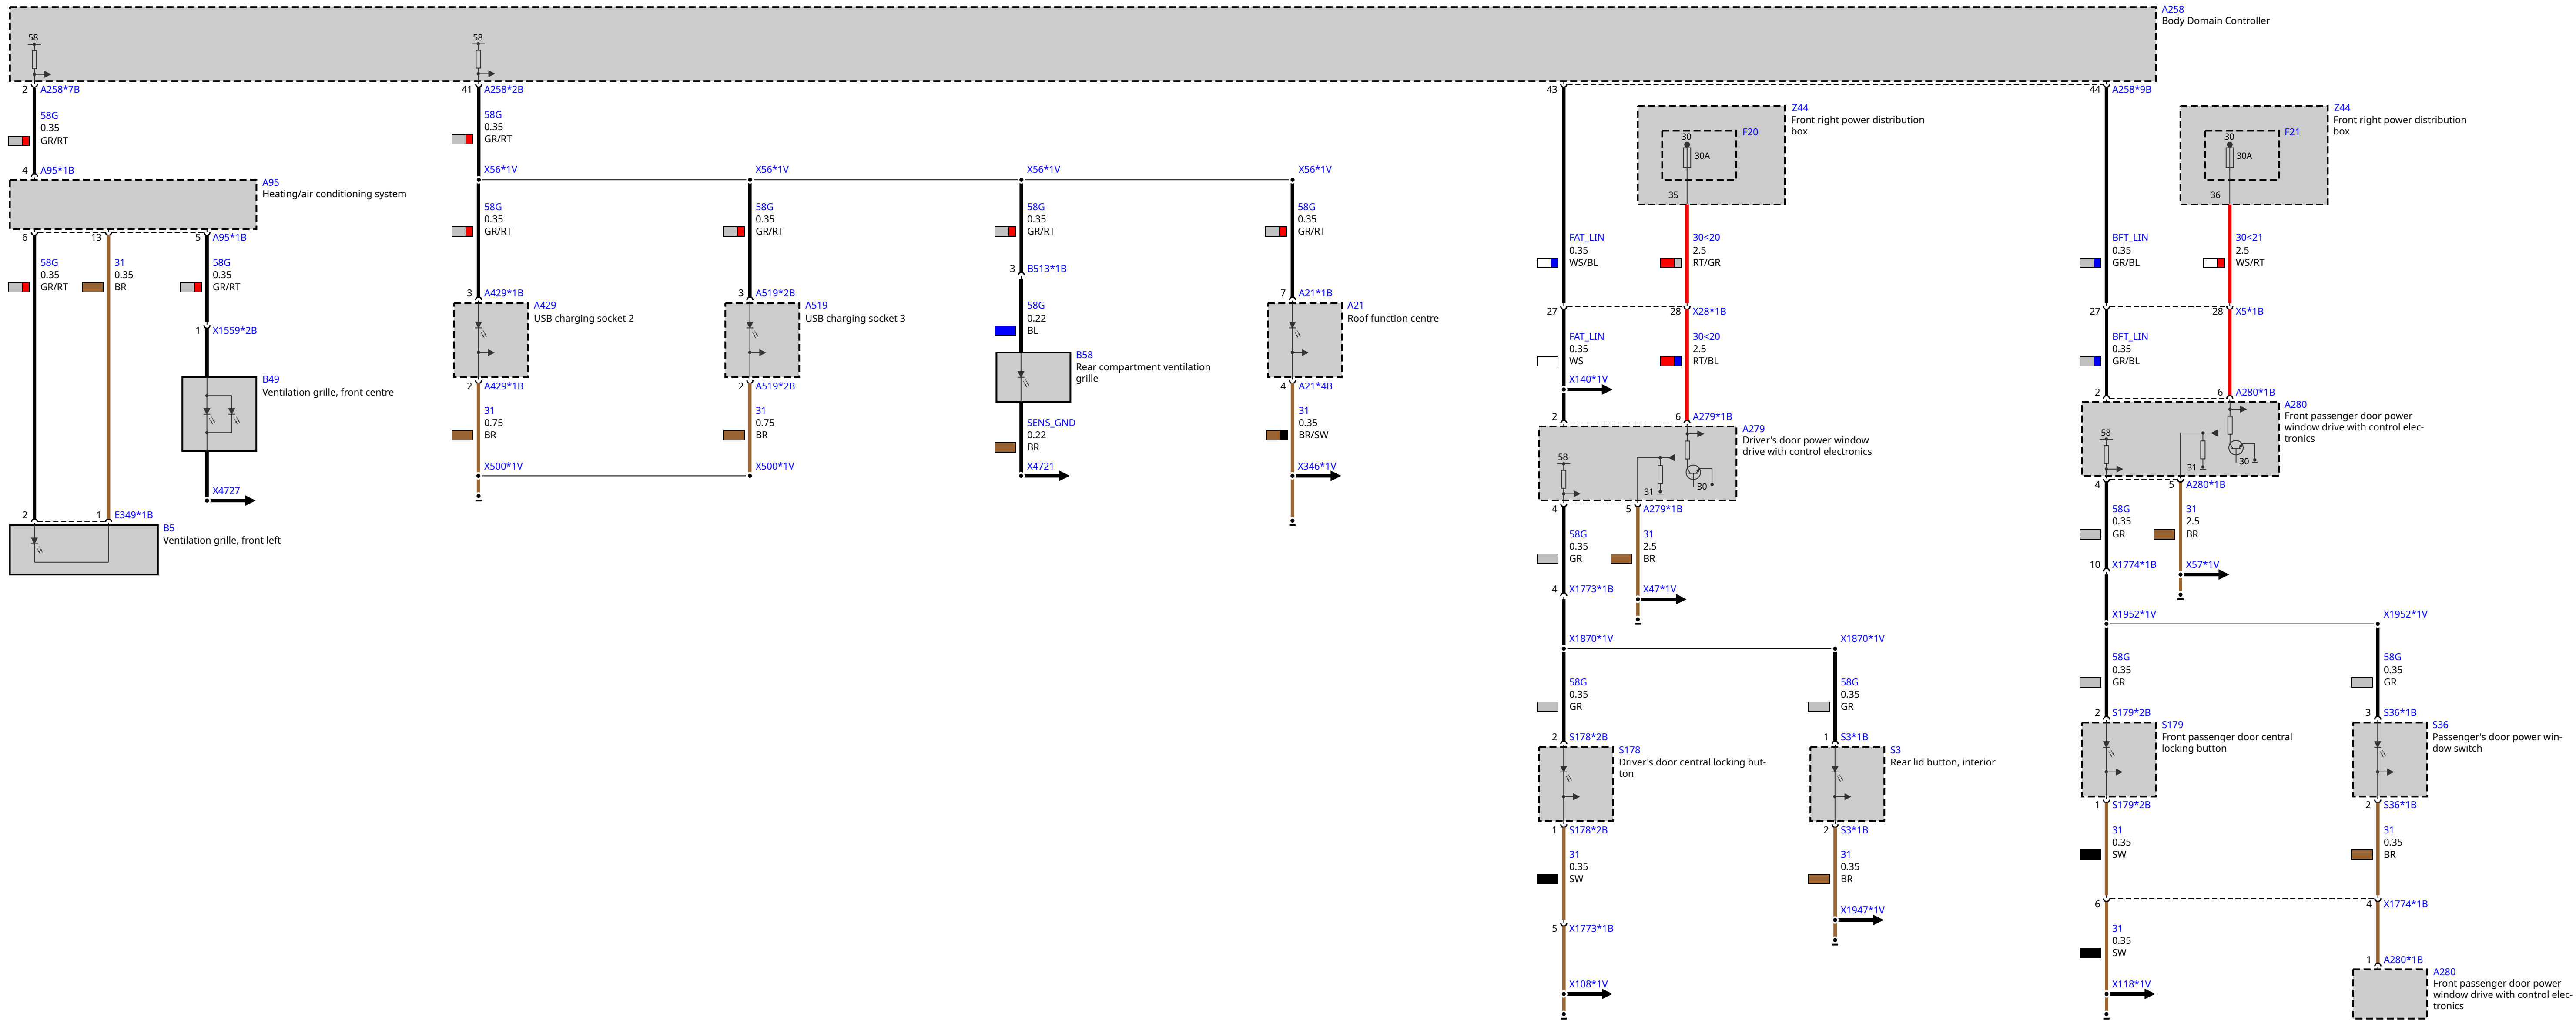 A258
Body Domain Controller
58
58
2 A258*7B
41 A258*2B
43
44 A258*9B
58G
0.35
GR/RT
58G
0.35
GR/RT
Z44
Front right power distribution
box
F20
30
30A
35
Z44
Front right power distribution
box
F21
30
30A
36
4 A95*1B
A95
Heating/air conditioning system
6
13
5 A95*1B
X56*1V
X56*1V
X56*1V
X56*1V
58G
0.35
GR/RT
58G
0.35
GR/RT
58G
0.35
GR/RT
58G
0.35
GR/RT
58G
0.35
GR/RT
31
0.35
BR
58G
0.35
GR/RT
FAT_LIN
0.35
WS/BL
30<20
2.5
RT/GR
BFT_LIN
0.35
GR/BL
30<21
2.5
WS/RT
3 B513*1B
3 A429*1B
3 A519*2B
7 A21*1B
A429
USB charging socket 2
A519
USB charging socket 3
58G
0.22
BL
A21
Roof function centre
27
28 X28*1B
27
28 X5*1B
1 X1559*2B
FAT_LIN
0.35
WS
30<20
2.5
RT/BL
BFT_LIN
0.35
GR/BL
B58
Rear compartment ventilation
grille
B49
Ventilation grille, front centre
2 A429*1B
2 A519*2B
4 A21*4B
X140*1V
2
6 A280*1B
31
0.75
BR
31
0.75
BR
SENS_GND
0.22
BR
31
0.35
BR/SW
2
6 A279*1B
A279
Driver's door power window
drive with control electronics
58
31
30
A280
Front passenger door power
window drive with control elec-
tronics
58
31
30
X500*1V
X500*1V
X4721
X346*1V
X4727
4
5 A280*1B
4
5 A279*1B
2
1 E349*1B
B5
Ventilation grille, front left
58G
0.35
GR
31
2.5
BR
58G
0.35
GR
31
2.5
BR
10 X1774*1B
X57*1V
4 X1773*1B
X47*1V
X1952*1V
X1952*1V
X1870*1V
X1870*1V
58G
0.35
GR
58G
0.35
GR
58G
0.35
GR
58G
0.35
GR
2 S179*2B
3 S36*1B
2 S178*2B
1 S3*1B
S179
Front passenger door central
locking button
S36
Passenger's door power win-
dow switch
S178
Driver's door central locking but-
ton
S3
Rear lid button, interior
1 S179*2B
2 S36*1B
1 S178*2B
2 S3*1B
31
0.35
SW
31
0.35
BR
31
0.35
SW
31
0.35
BR
6
4 X1774*1B
X1947*1V
5 X1773*1B
31
0.35
SW
1 A280*1B
A280
Front passenger door power
window drive with control elec-
tronics
X108*1V
X118*1V